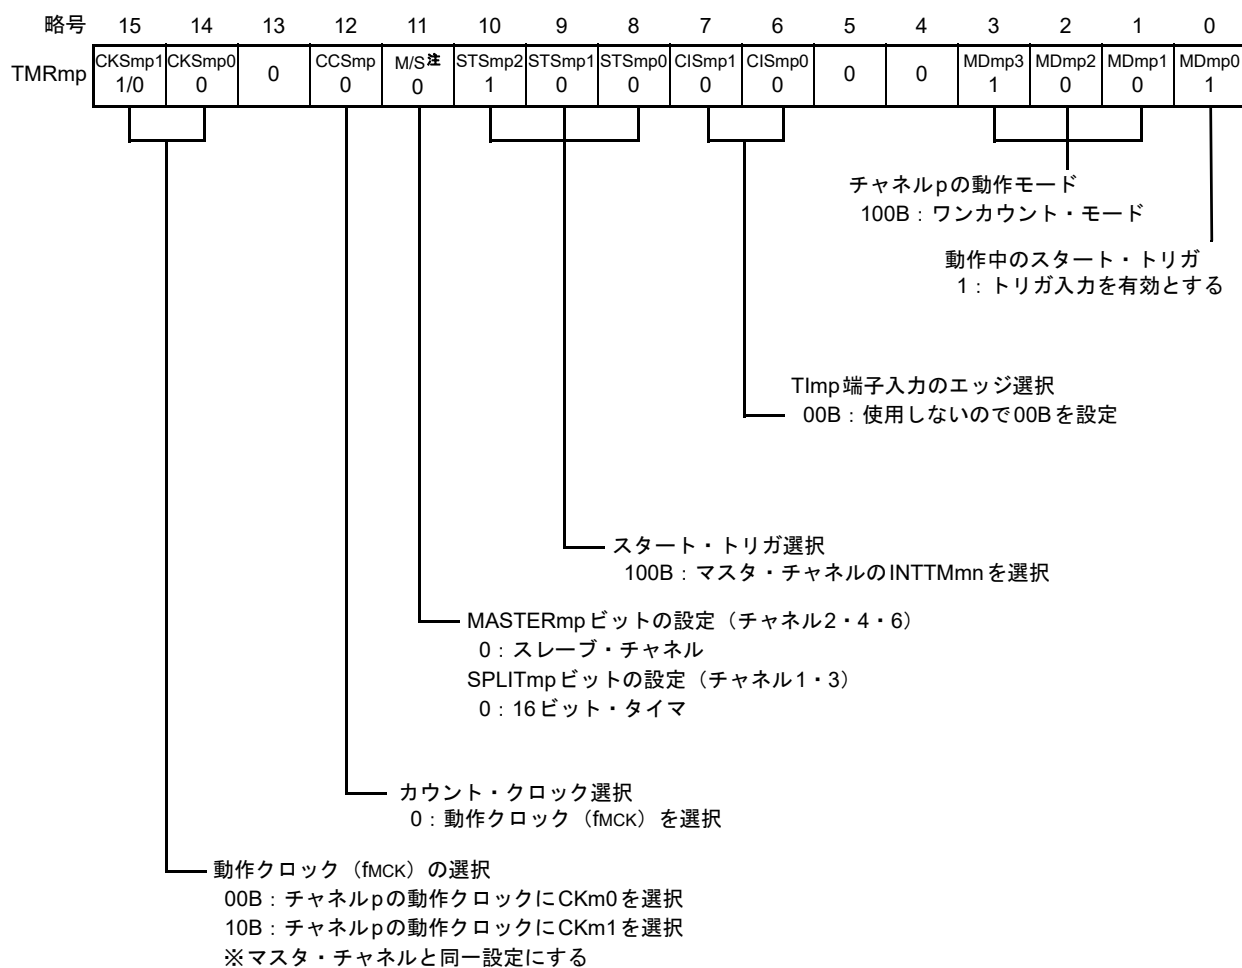 略号 15 14 13 12 11 10 9 8 7 6 5 4 3 2 1 0
TMRmp CKSmp1 CKSmp0 0 CCSmp M/S注 STSmp2 STSmp1 STSmp0 CISmp1 CISmp0 0 0 MDmp3 MDmp2 MDmp1 MDmp0
1/0 0 0 0 1 0 0 0 0 1 0 0 1
チャネルpの動作モード
100B：ワンカウント・モード
動作中のスタート・トリガ
1：トリガ入力を有効とする
TImp端子入力のエッジ選択
00B：使用しないので00Bを設定
スタート・トリガ選択
100B：マスタ・チャネルのINTTMmnを選択
MASTERmpビットの設定（チャネル2・4・6）
0：スレーブ・チャネル
SPLITmpビットの設定（チャネル1・3）
0：16ビット・タイマ
カウント・クロック選択
0：動作クロック（fMCK）を選択
動作クロック（fMCK）の選択
00B：チャネルpの動作クロックにCKm0を選択
10B：チャネルpの動作クロックにCKm1を選択
※マスタ・チャネルと同一設定にする